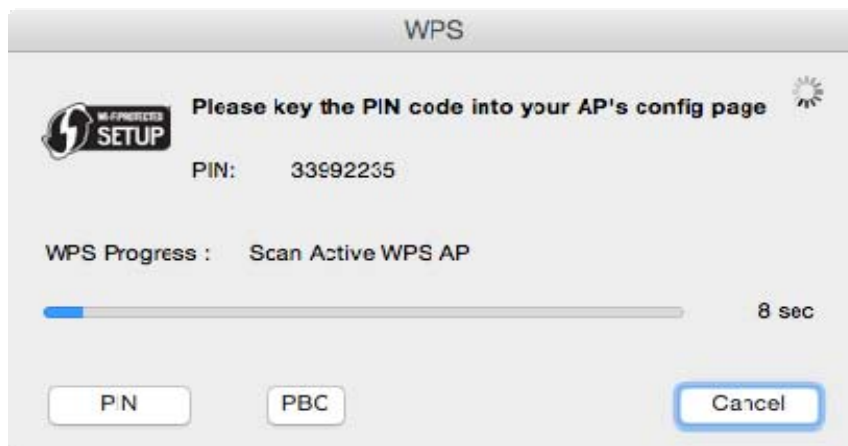 WPS
WI-FI PROTECTED
SETUP
Please key the PIN code into your AP's config page
PIN: 33992235
WPS Progress : Scan Active WPS AP
8 sec
PIN PBC Cancel